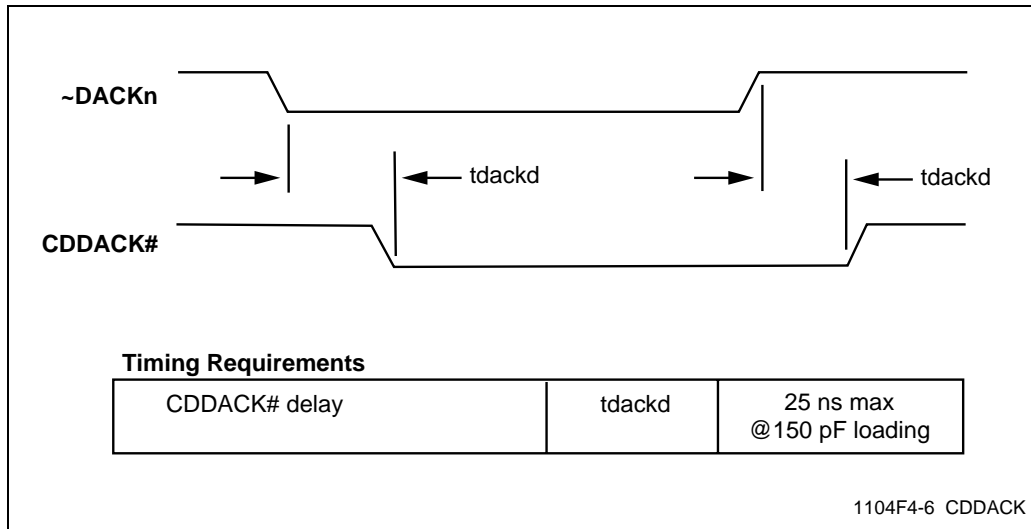 ~DACKn
tdackd
tdackd
CDDACK#
Timing Requirements
CDDACK# delay
tdackd
25 ns max
@150 pF loading
1104F4-6 CDDACK